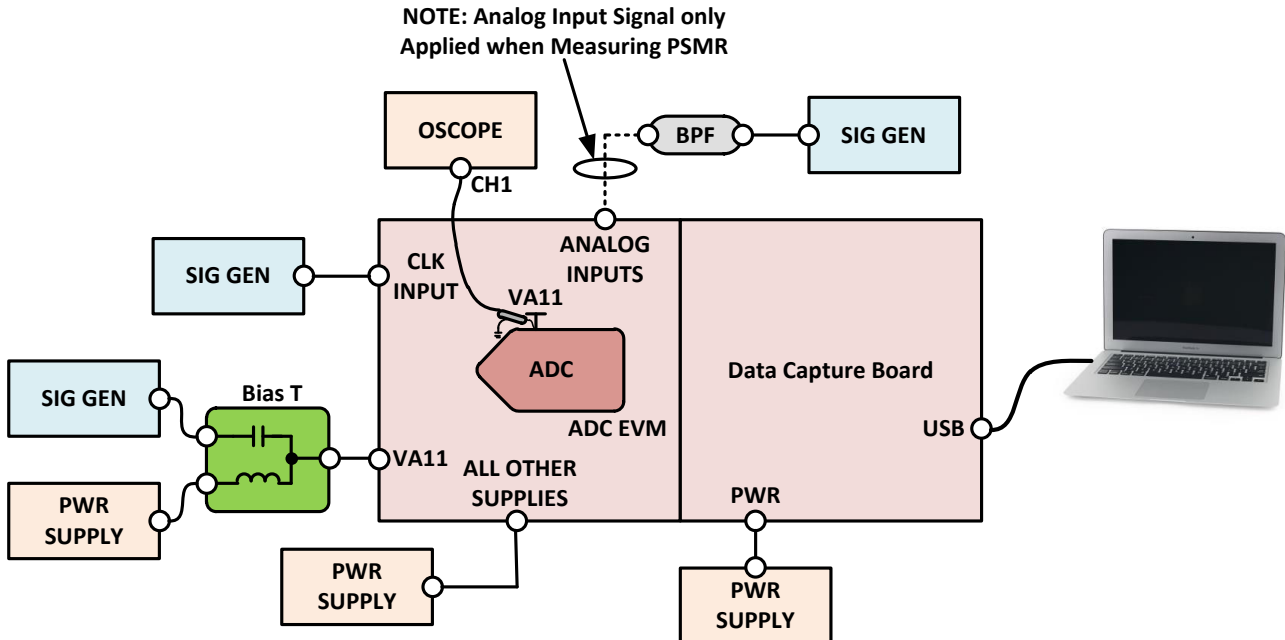 NOTE: Analog Input Signal only
Applied when Measuring PSMR
OSCOPE
CH1
BPF
SIG GEN
SIG GEN
CLK
INPUT
ANALOG
INPUTS
VA11
ADC
ADC EVM
Data Capture Board
USB
SIG GEN
Bias T
VA11
PWR
SUPPLY
ALL OTHER
SUPPLIES
PWR
PWR
SUPPLY
PWR
SUPPLY